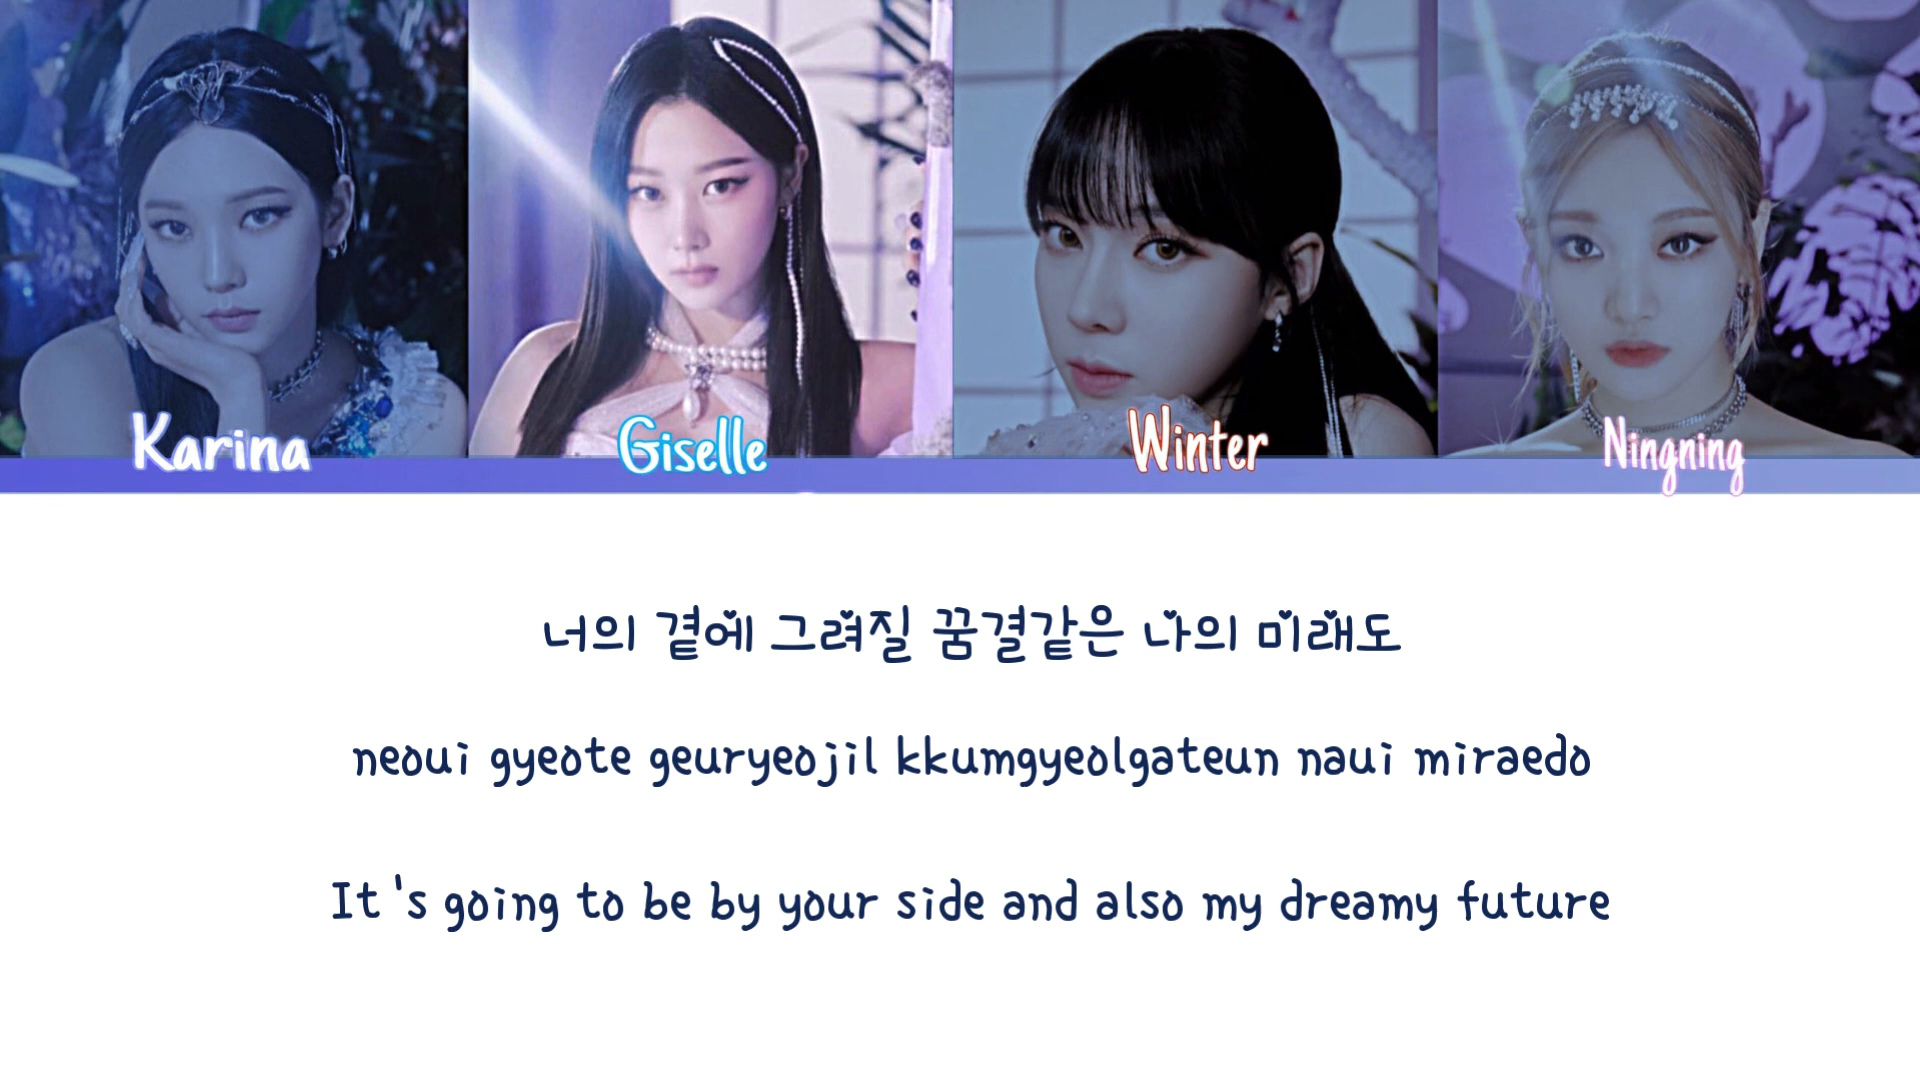 Karina Giselle Winter Ningning
너의 곁에 그려질 꿈결같은 나의 미래도
neoui gyeote geuryeojil kkumgyeolgateun naui miraedo
It 's going to be by your side and also my dreamy future